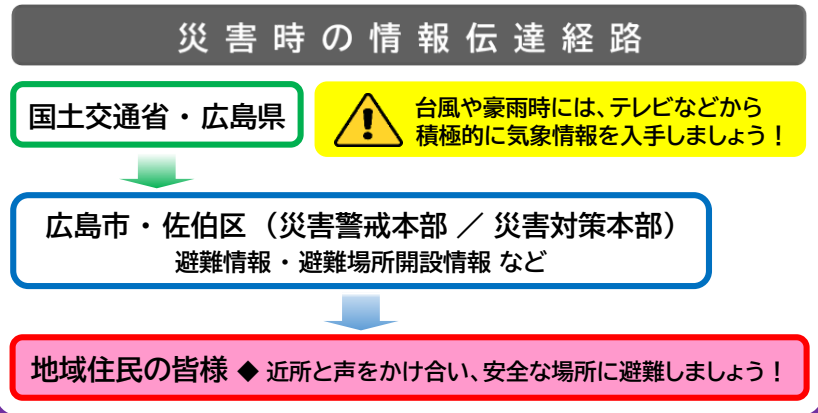 災害時の情報伝達経路
国土交通省・広島県
台風や豪雨時には、テレビなどから
積極的に気象情報を入手しましょう！
広島市・佐伯区（災害警戒本部／災害対策本部）
避難情報・避難場所開設情報 など
地域住民の皆様 ◆ 近所と声をかけ合い、安全な場所に避難しましょう！